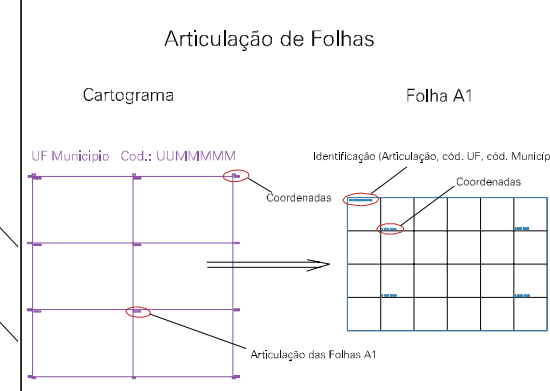 Articulação de Folhas
Cartograma
Folha A1
UF Municipio Cod.: UUMMMMM
Identificação (Articulação, cód. UF, cód. Municíp
Coordenadas
Coordenadas
Articulação das Folhas A1